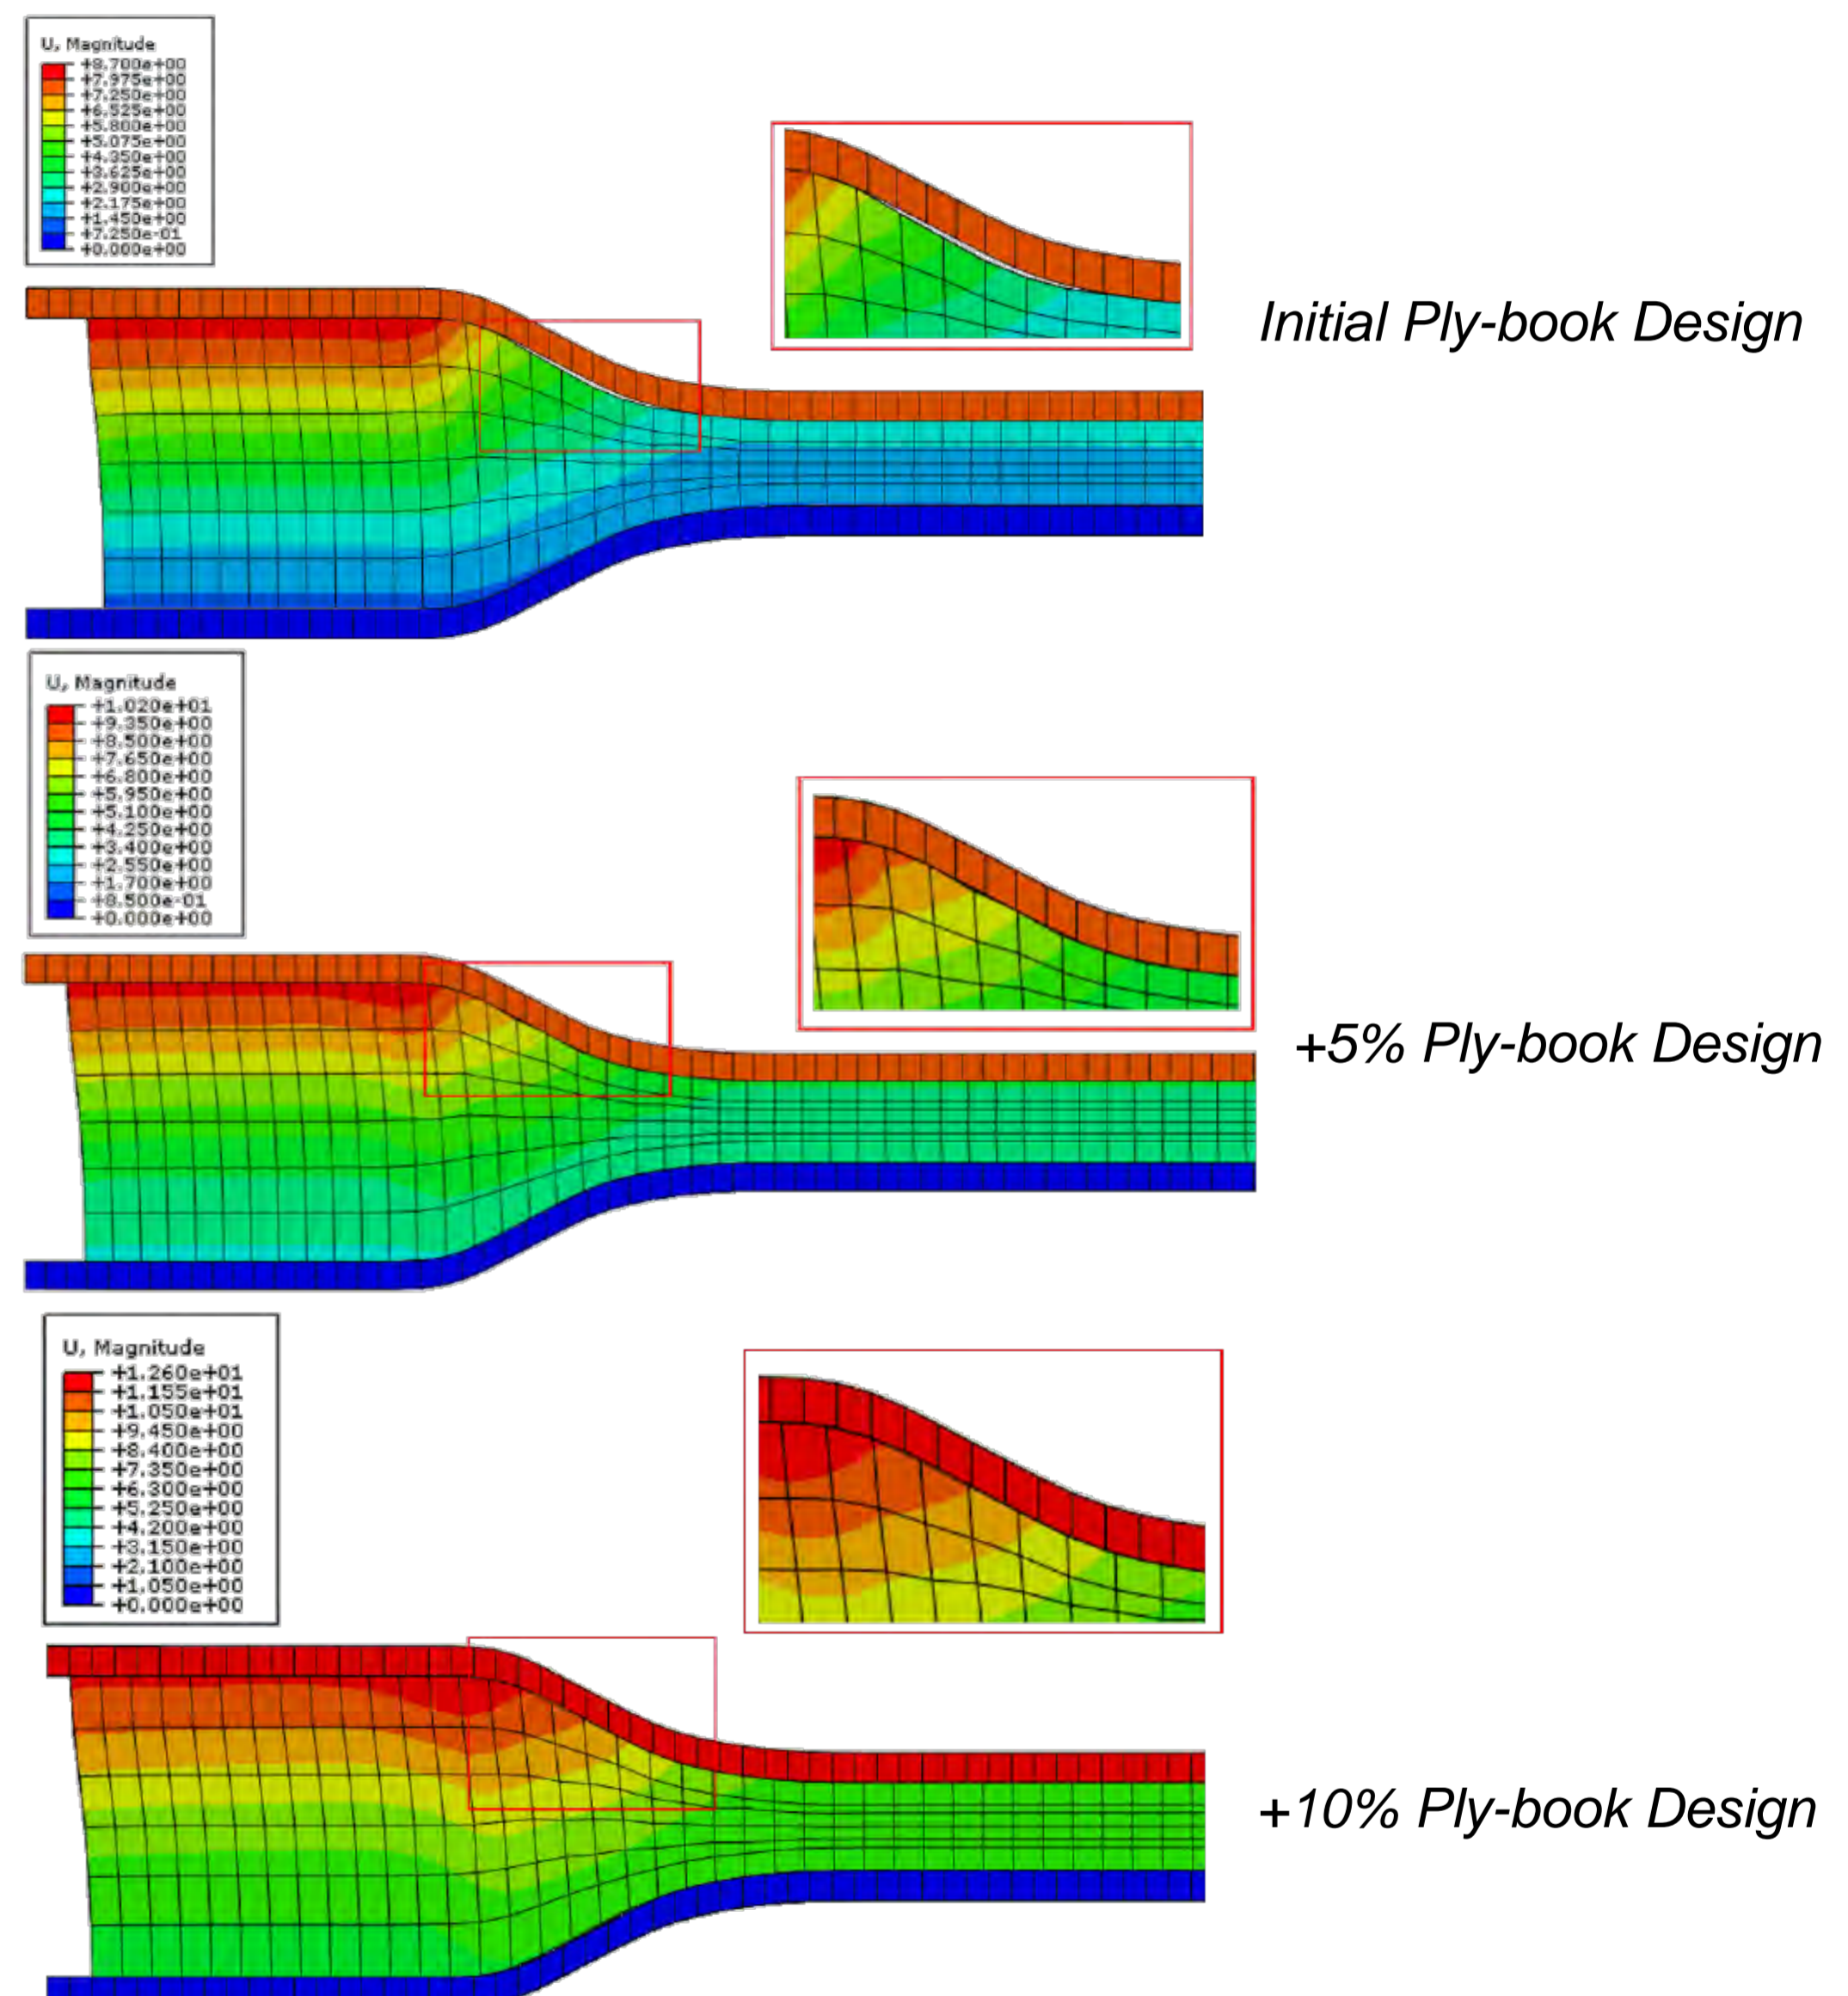 U, Magnitude
+8.700e+00
+7.975e+00
+7.250e+00
+6.525e+00
+5.800e+00
+5.075e+00
+4.350e+00
+3.625e+00
+2.900e+00
+2.175e+00
+1.450e+00
+7.250e-01
+0.000e+00
Initial Ply-book Design
U, Magnitude
+1.020e+01
+9.350e+00
+8.500e+00
+7.650e+00
+6.800e+00
+5.950e+00
+5.100e+00
+4.250e+00
+3.400e+00
+2.550e+00
+1.700e+00
+8.500e-01
+0.000e+00
+5% Ply-book Design
U, Magnitude
+1.260e+01
+1.155e+01
+1.050e+01
+9.450e+00
+8.400e+00
+7.350e+00
+6.300e+00
+5.250e+00
+4.200e+00
+3.150e+00
+2.100e+00
+1.050e+00
+0.000e+00
+10% Ply-book Design